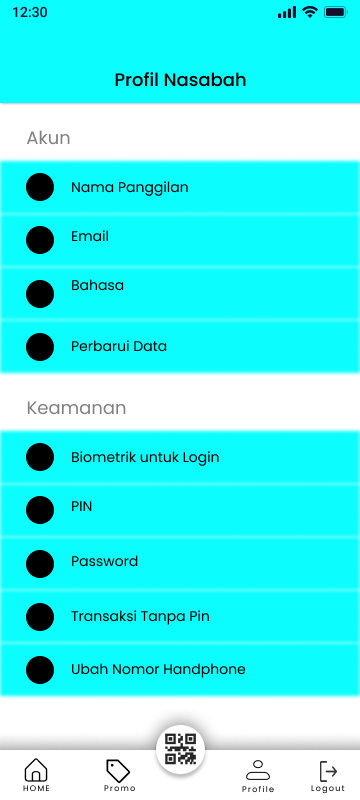 12:30
Profil Nasabah
Akun
Nama Panggilan
Email
Bahasa
Perbarui Data
Keamanan
Biometrik untuk Login
PIN
Password
Transaksi Tanpa Pin
Ubah Nomor Handphone
HOME
Promo
Profile
Logout